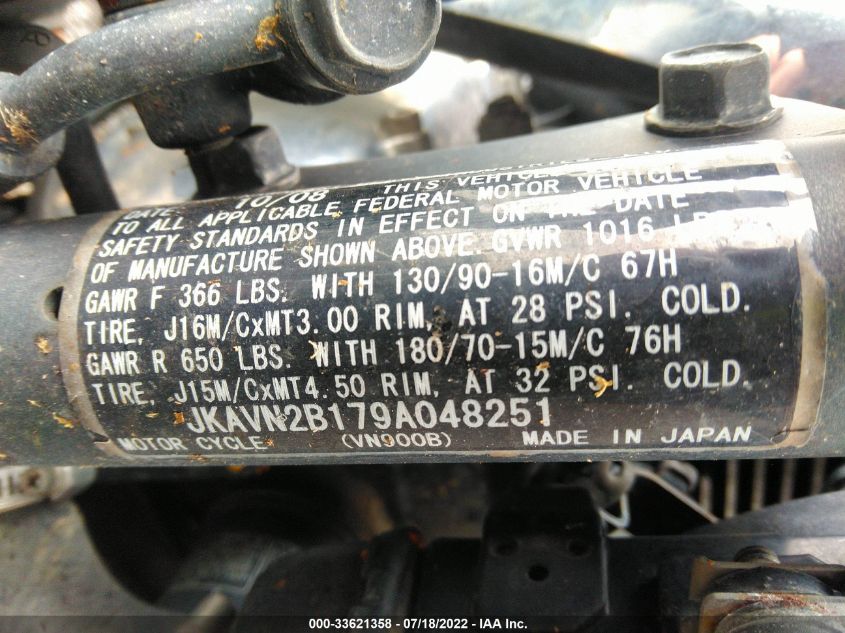 DATE 10/08 THIS VEHICLE
TO ALL APPLICABLE FEDERAL MOTOR VEHICLE
SAFETY STANDARDS IN EFFECT ON THE DATE
OF MANUFACTURE SHOWN ABOVE. GVWR 1016
GAWR F 366 LBS. WITH 130/90-16M/C 67H
TIRE, J16M/CxMT3.00 RIM, AT 28 PSI. COLD.
GAWR R 650 LBS. WITH 180/70-15M/C 76H
TIRE, J15M/CxMT4.50 RIM, AT 32 PSI. COLD.
JKAVN2B179A048251
MOTOR CYCLE (VN900B) MADE IN JAPAN
000-33621358 - 07/18/2022 - IAA Inc.